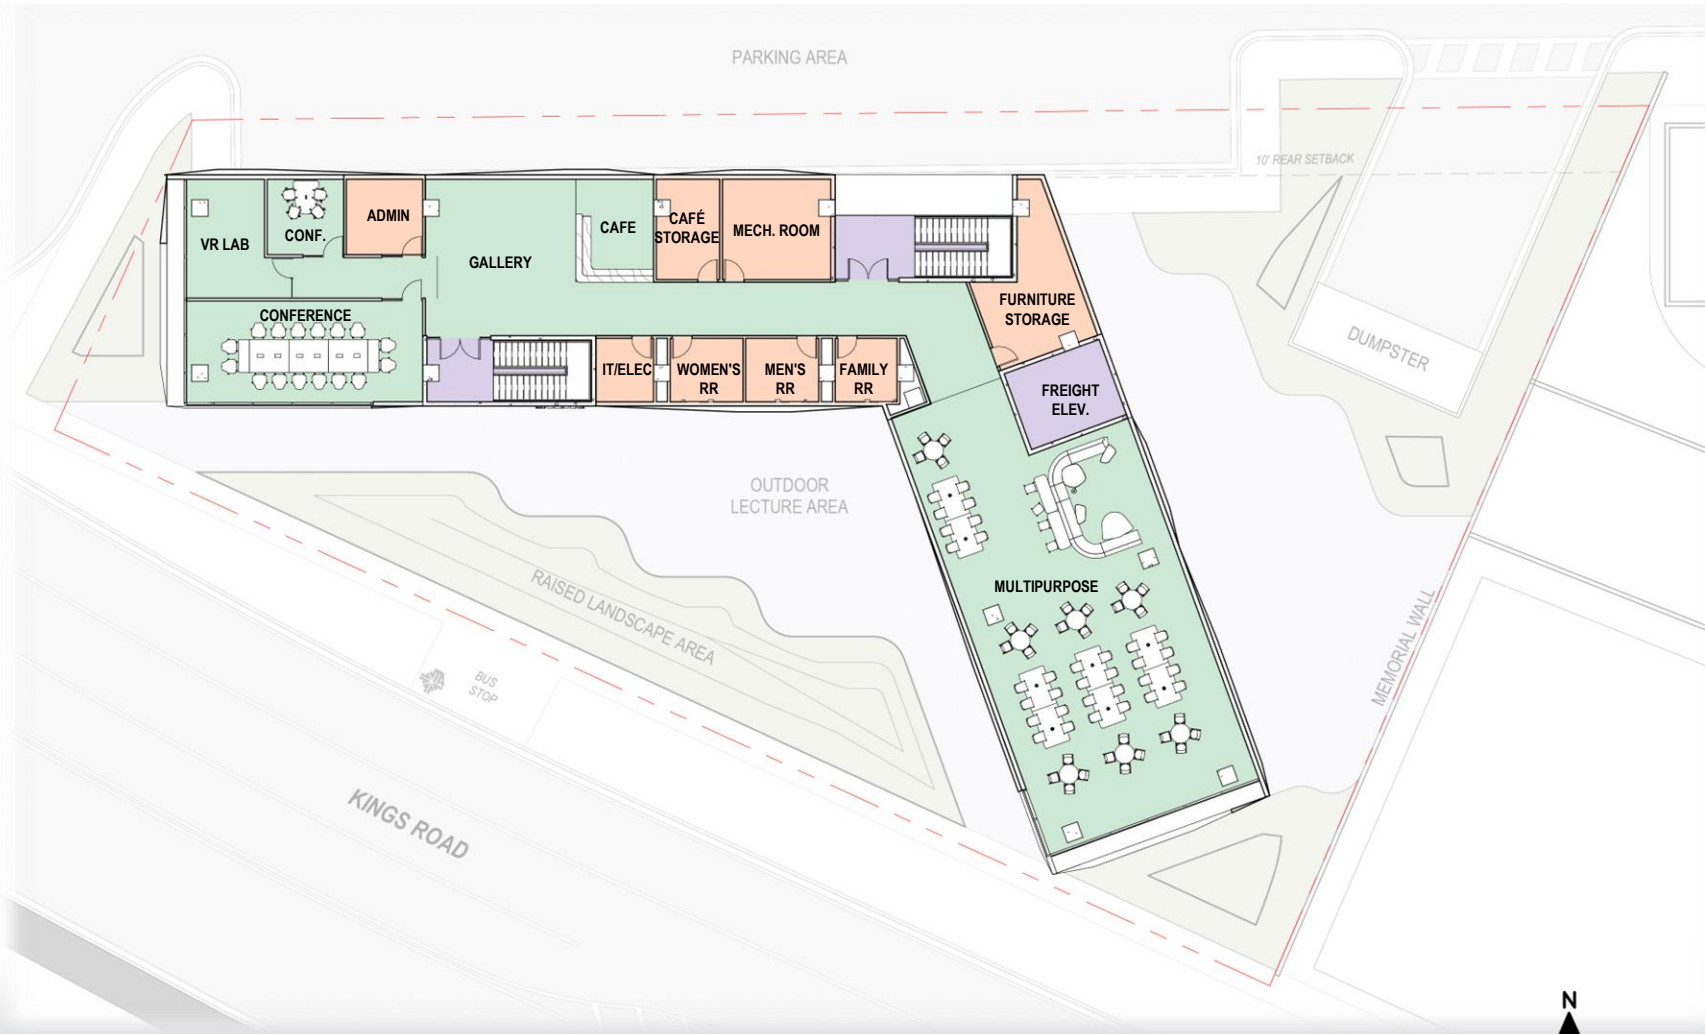 PARKING AREA
10' REAR SETBACK
ADMIN
CONF.
VR LAB
GALLERY
CAFE
CAFÉ
STORAGE
MECH. ROOM
FURNITURE
STORAGE
CONFERENCE
IT/ELEC
WOMEN'S
RR
MEN'S
RR
FAMILY
RR
FREIGHT
ELEV.
DUMPSTER
OUTDOOR
LECTURE AREA
MULTIPURPOSE
RAISED LANDSCAPE AREA
BUS
STOP
MEMORIAL WALL
KINGS ROAD
N